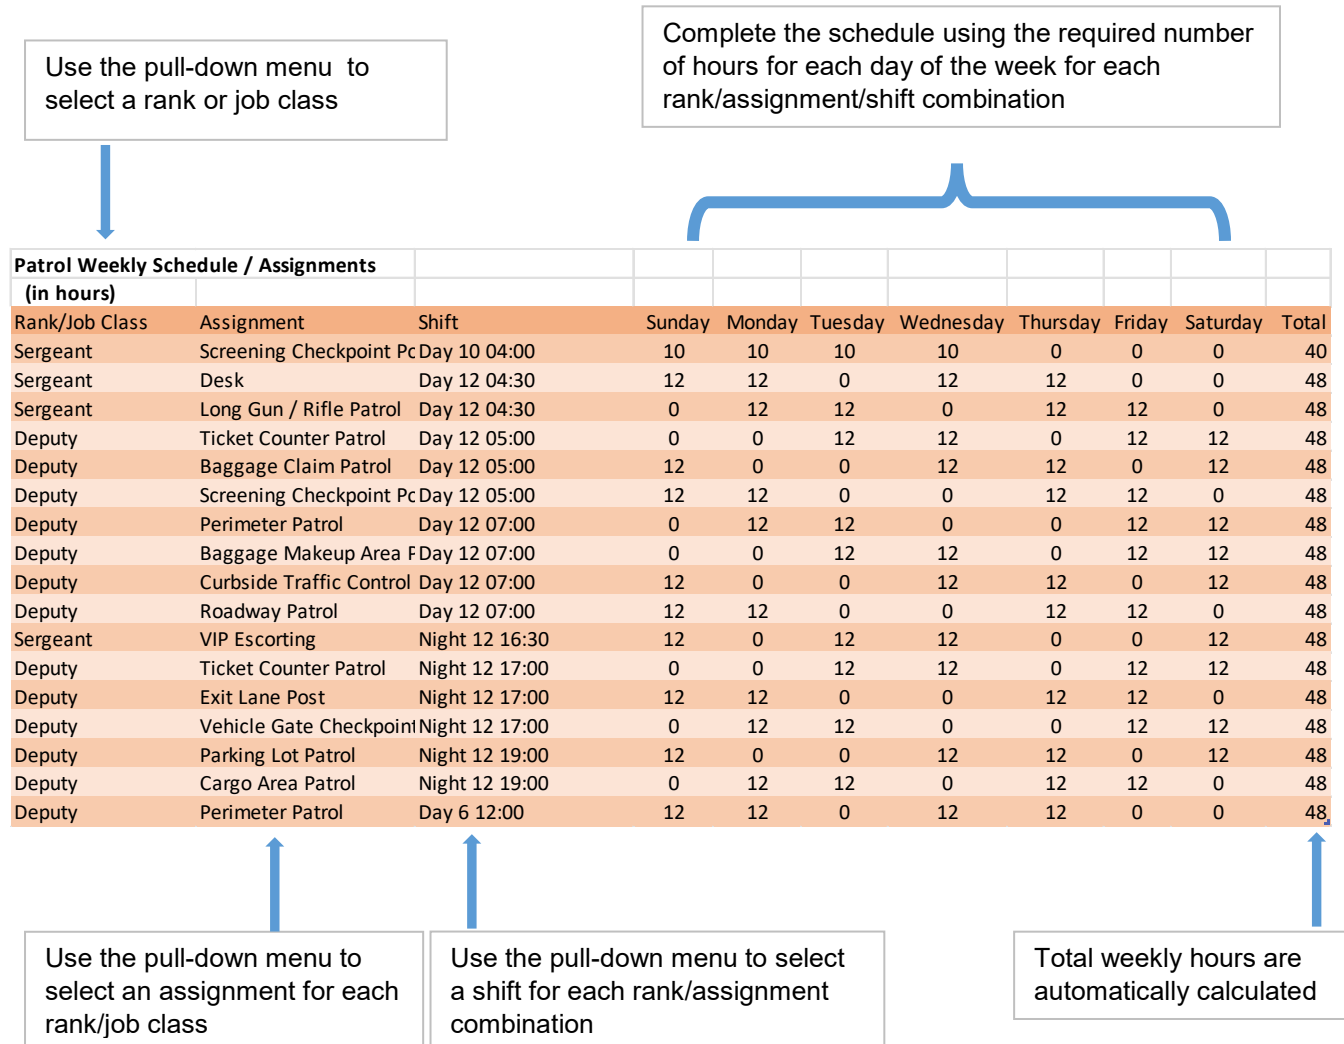 Complete the schedule using the required number
of hours for each day of the week for each
rank/assignment/shift combination
Use the pull-down menu to
select a rank or job class
Patrol Weekly Schedule / Assignments
(in hours)
Rank/Job Class Assignment Shift Sunday Monday Tuesday Wednesday Thursday Friday Saturday Total
Sergeant Screening Checkpoint Pc Day 10 04:00 10 10 10 10 0 0 0 40
Sergeant Desk Day 12 04:30 12 12 0 12 12 0 0 48
Sergeant Long Gun / Rifle Patrol Day 12 04:30 0 12 12 0 12 12 0 48
Deputy Ticket Counter Patrol Day 12 05:00 0 0 12 12 0 12 12 48
Deputy Baggage Claim Patrol Day 12 05:00 12 0 0 12 12 0 12 48
Deputy Screening Checkpoint Pc Day 12 05:00 12 12 0 0 12 12 0 48
Deputy Perimeter Patrol Day 12 07:00 0 12 12 0 0 12 12 48
Deputy Baggage Makeup Area F Day 12 07:00 0 0 12 12 0 12 12 48
Deputy Curbside Traffic Control Day 12 07:00 12 0 0 12 12 0 12 48
Deputy Roadway Patrol Day 12 07:00 12 12 0 0 12 12 0 48
Sergeant VIP Escorting Night 12 16:30 12 0 12 12 0 0 12 48
Deputy Ticket Counter Patrol Night 12 17:00 0 0 12 12 0 12 12 48
Deputy Exit Lane Post Night 12 17:00 12 12 0 0 12 12 0 48
Deputy Vehicle Gate Checkpoint Night 12 17:00 0 12 12 0 0 12 12 48
Deputy Parking Lot Patrol Night 12 19:00 12 0 0 12 12 0 12 48
Deputy Cargo Area Patrol Night 12 19:00 0 12 12 0 12 12 0 48
Deputy Perimeter Patrol Day 6 12:00 12 12 0 12 12 0 0 48
Use the pull-down menu to
select an assignment for each
rank/job class
Use the pull-down menu to select
a shift for each rank/assignment
combination
Total weekly hours are
automatically calculated